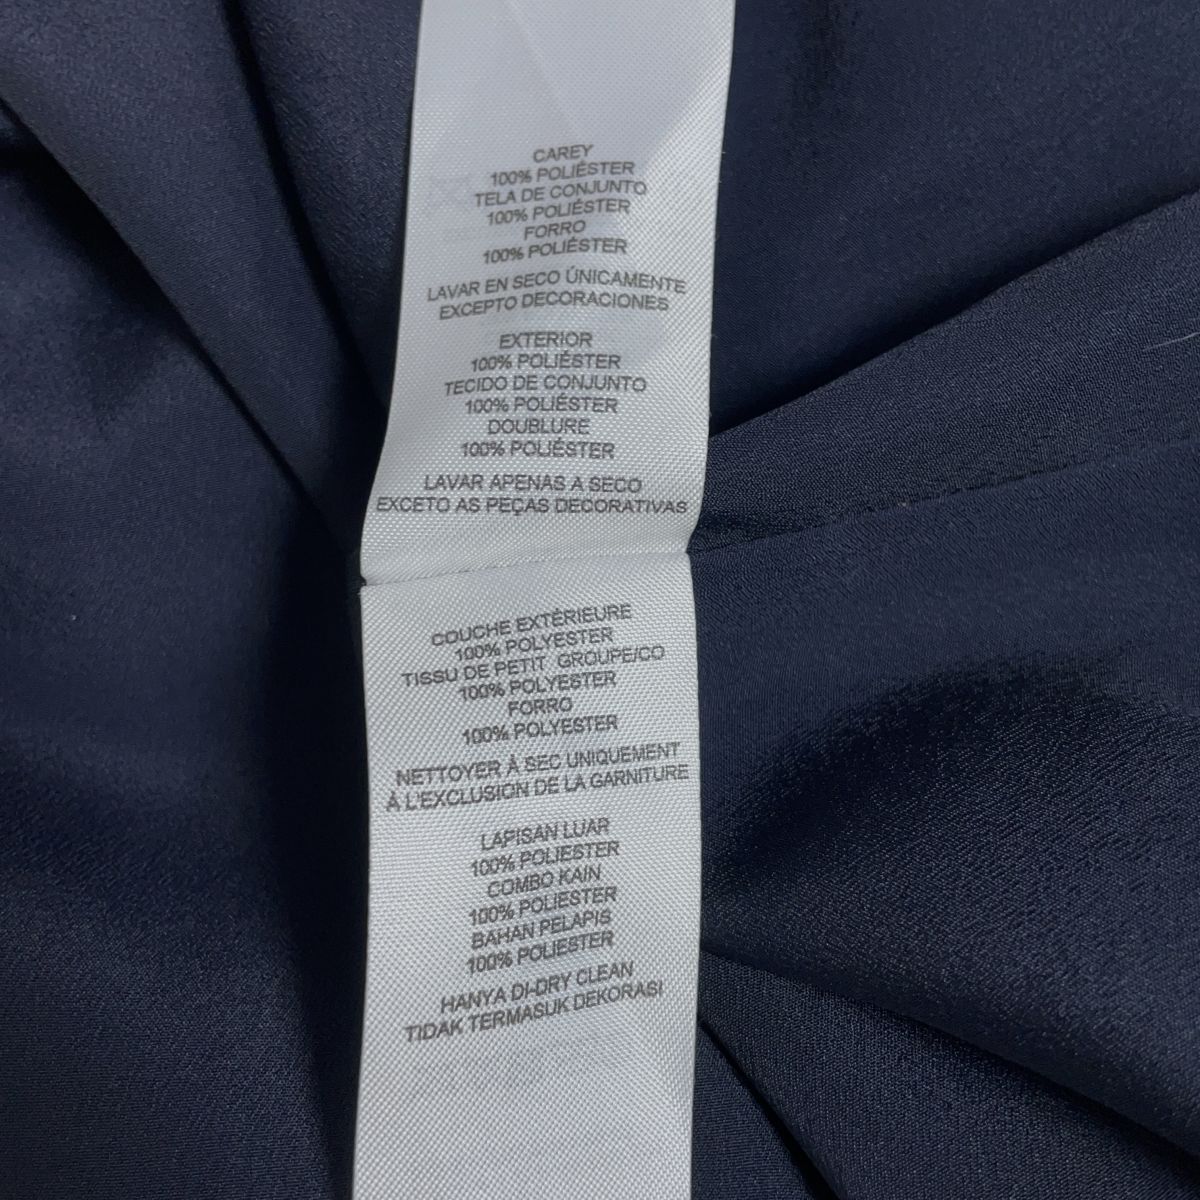 CAREY
100% POLIÉSTER
TELA DE CONJUNTO
100% POLIÉSTER
FORRO
100% POLIÉSTER
LAVAR EN SECO ÚNICAMENTE
EXCEPTO DECORACIONES
EXTERIOR
100% POLIÉSTER
TECIDO DE CONJUNTO
100% POLIÉSTER
DOUBLURE
100% POLIÉSTER
LAVAR APENAS A SECO
EXCETO AS PEÇAS DECORATIVAS
COUCHE EXTÉRIEURE
100% POLYESTER
TISSU DE PETIT GROUPE/CO
100% POLYESTER
FORRO
100% POLYESTER
NETTOYER À SEC UNIQUEMENT
À L'EXCLUSION DE LA GARNITURE
LAPISAN LUAR
100% POLIESTER
COMBO KAIN
100% POLIESTER
BAHAN PELAPIS
100% POLIESTER
HANYA DI-DRY CLEAN
TIDAK TERMASUK DEKORASI